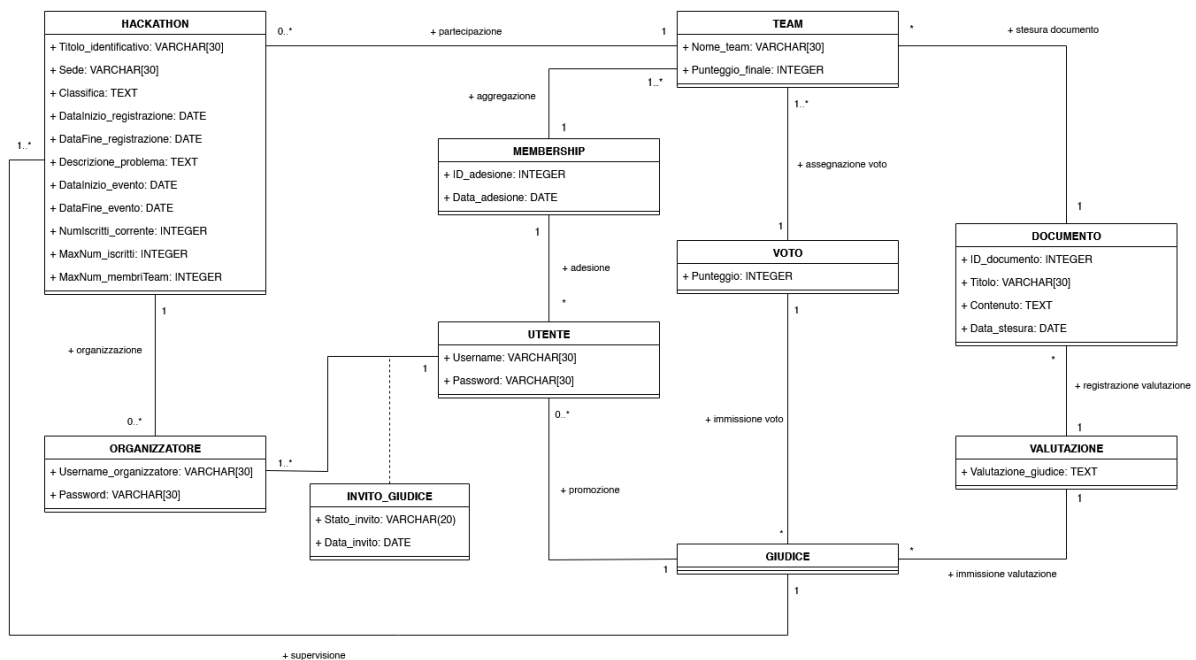 HACKATHON
+ Titolo_identificativo: VARCHAR[30]
+ Sede: VARCHAR[30]
+ Classifica: TEXT
+ DataInizio_registrazione: DATE
+ DataFine_registrazione: DATE
+ Descrizione_problema: TEXT
+ DataInizio_evento: DATE
+ DataFine_evento: DATE
+ NumIscritti_corrente: INTEGER
+ MaxNum_iscritti: INTEGER
+ MaxNum_membriTeam: INTEGER
0..*
+ partecipazione
1
TEAM
+ Nome_team: VARCHAR[30]
+ Punteggio_finale: INTEGER
*
+ stesura documento
1
1..*
+ aggregazione
1
MEMBERSHIP
+ ID_adesione: INTEGER
+ Data_adesione: DATE
1..*
+ assegnazione voto
1
VOTO
+ Punteggio: INTEGER
1
DOCUMENTO
+ ID_documento: INTEGER
+ Titolo: VARCHAR[30]
+ Contenuto: TEXT
+ Data_stesura: DATE
1
+ adesione
*
UTENTE
+ Username: VARCHAR[30]
+ Password: VARCHAR[30]
1
1..*
1..*
1
+ organizzazione
0..*
ORGANIZZATORE
+ Username_organizzatore: VARCHAR[30]
+ Password: VARCHAR[30]
INVITO_GIUDICE
+ Stato_invito: VARCHAR(20)
+ Data_invito: DATE
0..*
+ promozione
1
+ immissione voto
*
GIUDICE
*
+ registrazione valutazione
1
VALUTAZIONE
+ Valutazione_giudice: TEXT
1
*
+ immissione valutazione
1
+ supervisione